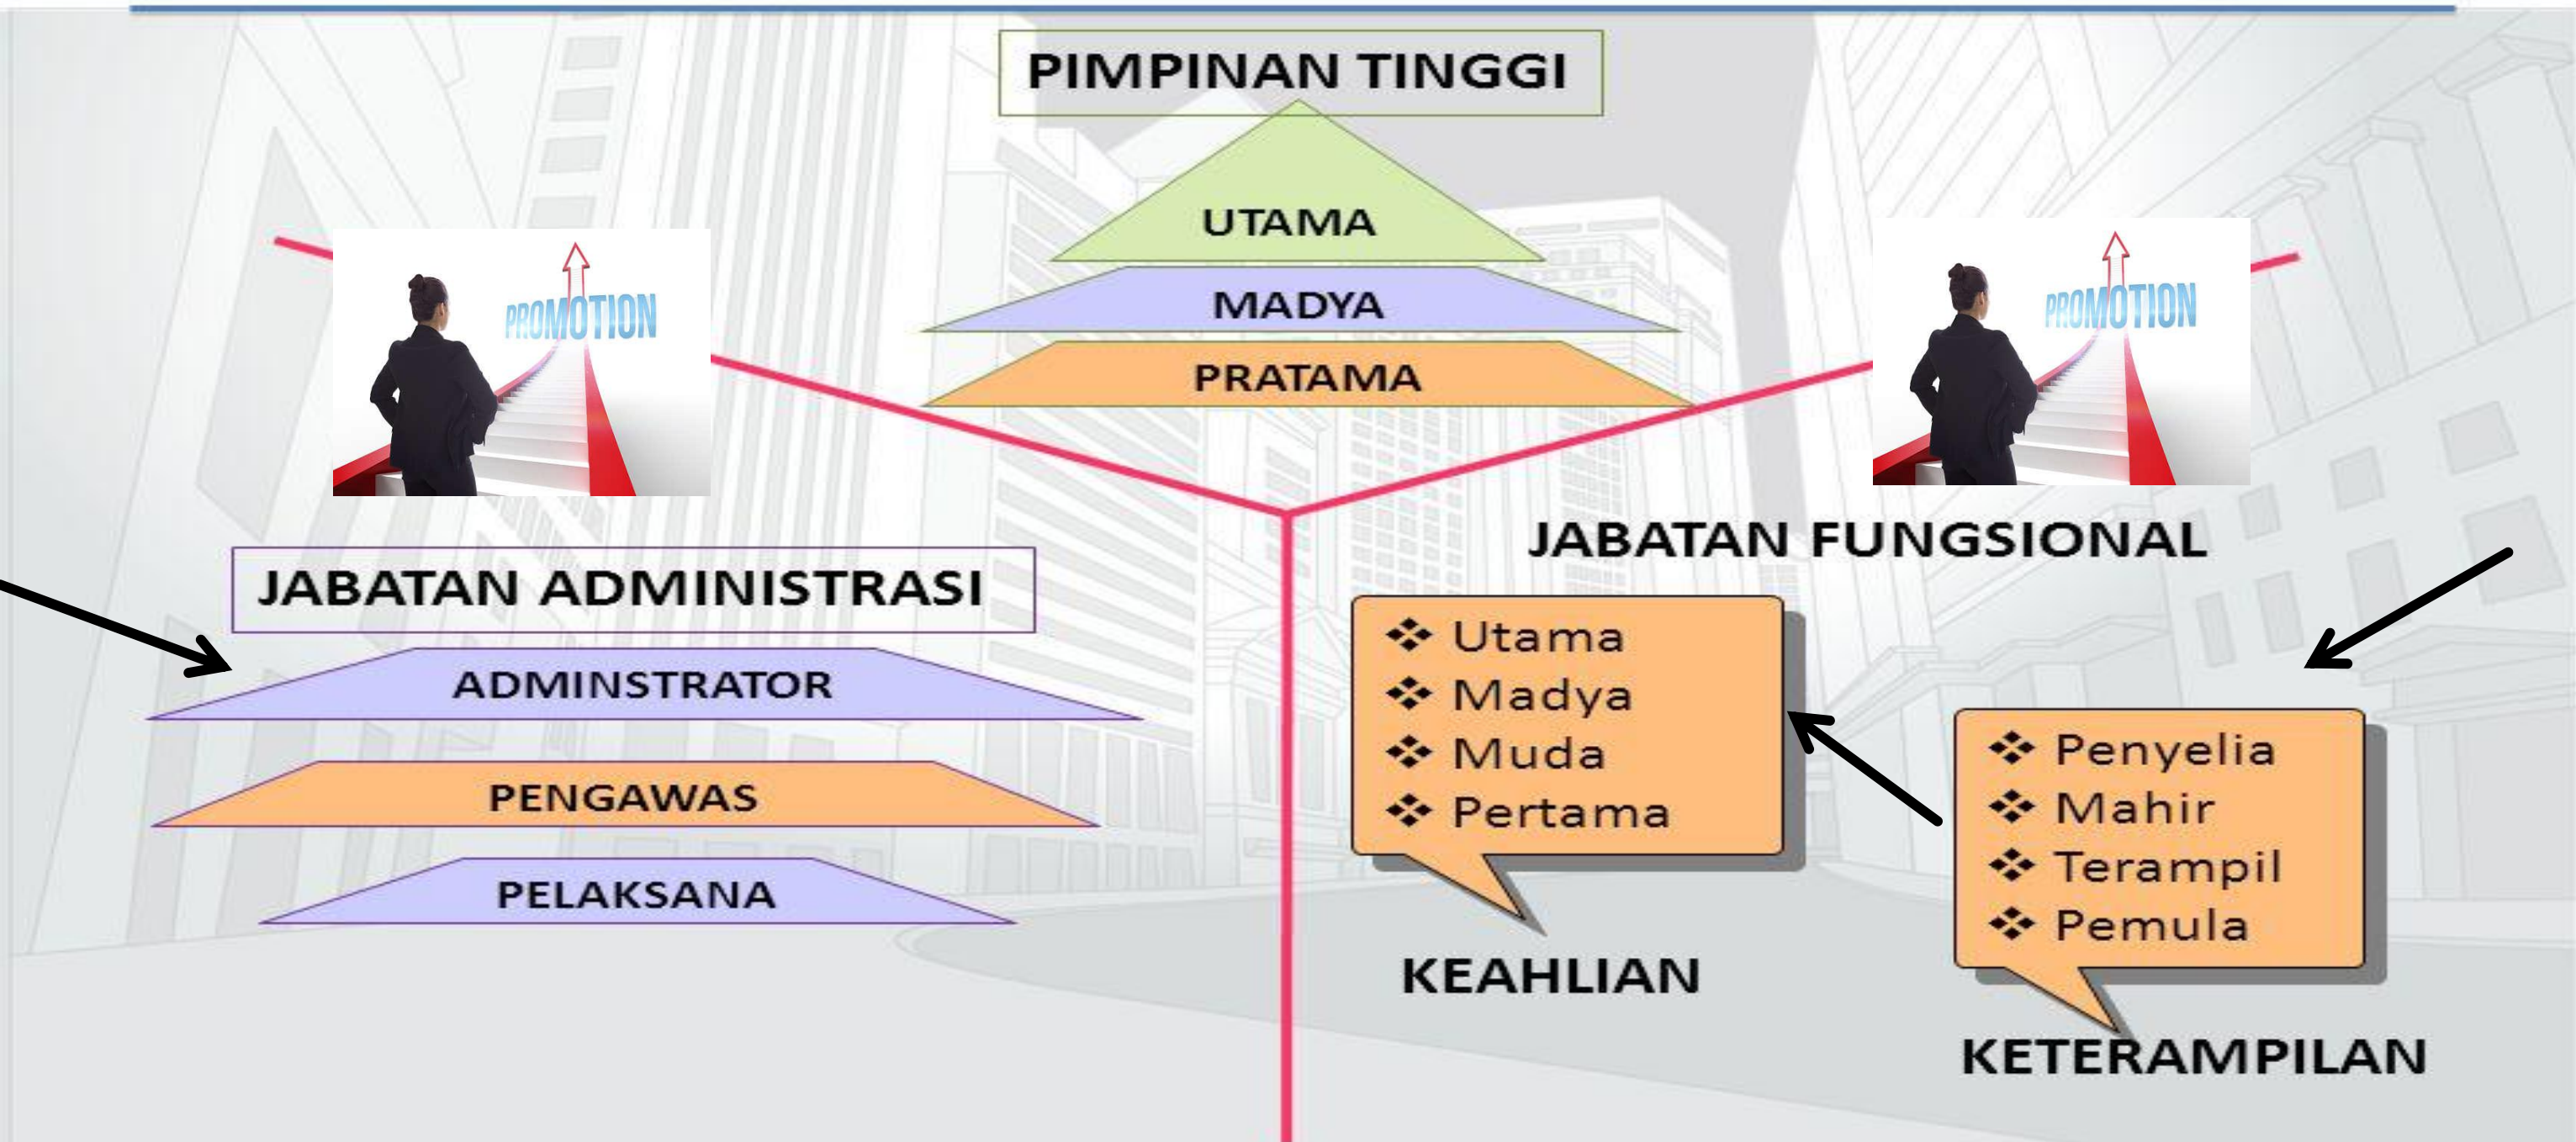 PIMPINAN TINGGI
UTAMA
MADYA
PRATAMA
PROMOTION
PROMOTION
JABATAN ADMINISTRASI
ADMINSTRATOR
PENGAWAS
PELAKSANA
JABATAN FUNGSIONAL
❖ Utama
❖ Madya
❖ Muda
❖ Pertama
KEAHLIAN
❖ Penyelia
❖ Mahir
❖ Terampil
❖ Pemula
KETERAMPILAN